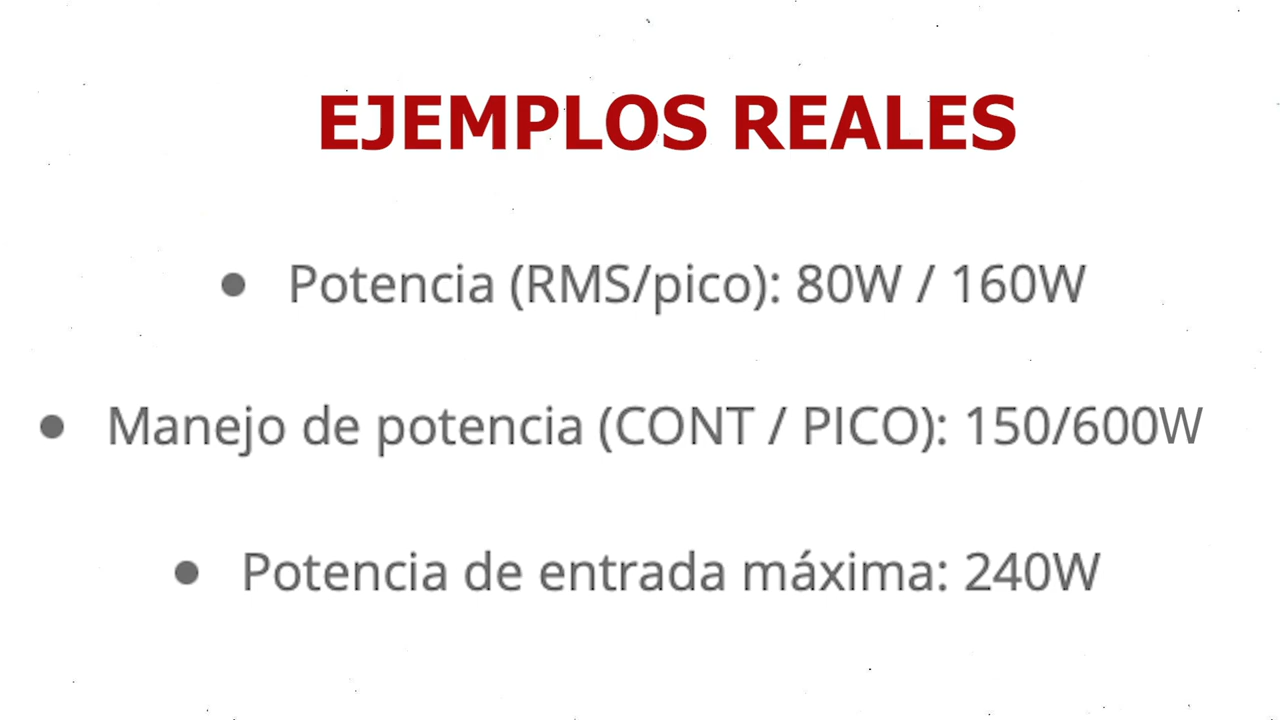 EJEMPLOS REALES
● Potencia (RMS/pico): 80W / 160W
● Manejo de potencia (CONT / PICO): 150/600W
● Potencia de entrada máxima: 240W